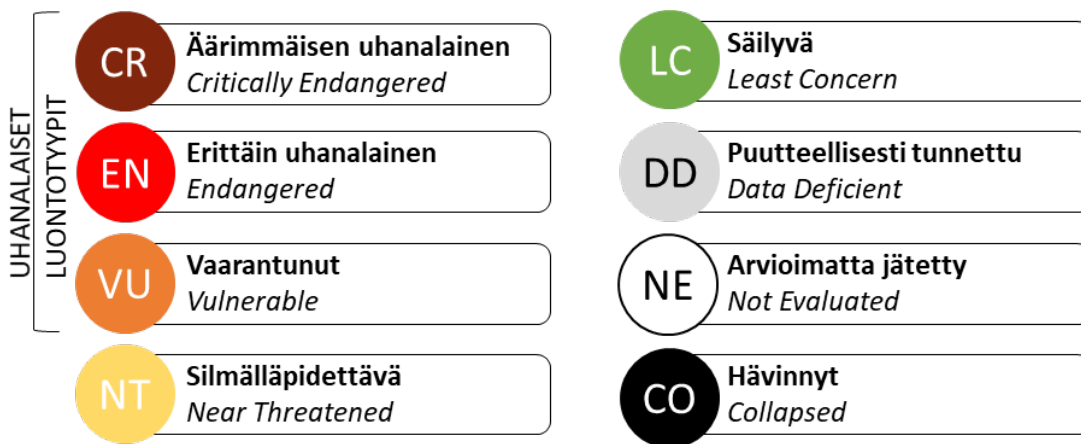 UHANALAISET
LUONTOTYYPIT
CR
Äärimmäisen uhanalainen
Critically Endangered
EN
Erittäin uhanalainen
Endangered
VU
Vaarantunut
Vulnerable
NT
Silmälläpidettävä
Near Threatened
LC
Säilyvä
Least Concern
DD
Puutteellisesti tunnettu
Data Deficient
NE
Arvioimatta jätetty
Not Evaluated
CO
Hävinnyt
Collapsed